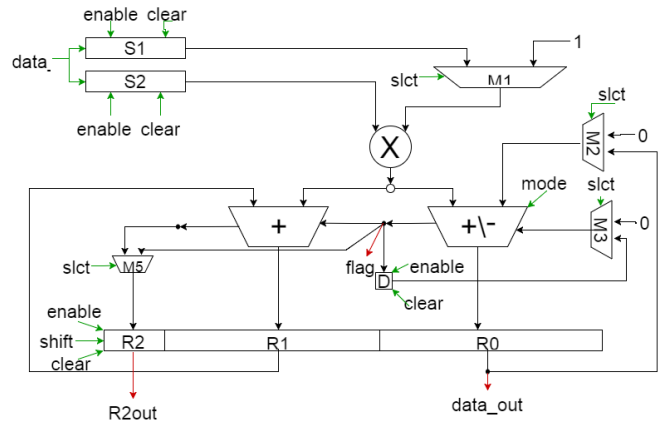 enable clear
S1
1
data_
slct
M1
S2
enable clear
slct
X
M2
0
mode
slct
+
+\-
M3
0
slct
M5
flag
D
enable
clear
enable
shift
R2
R1
R0
clear
R2out
data_out